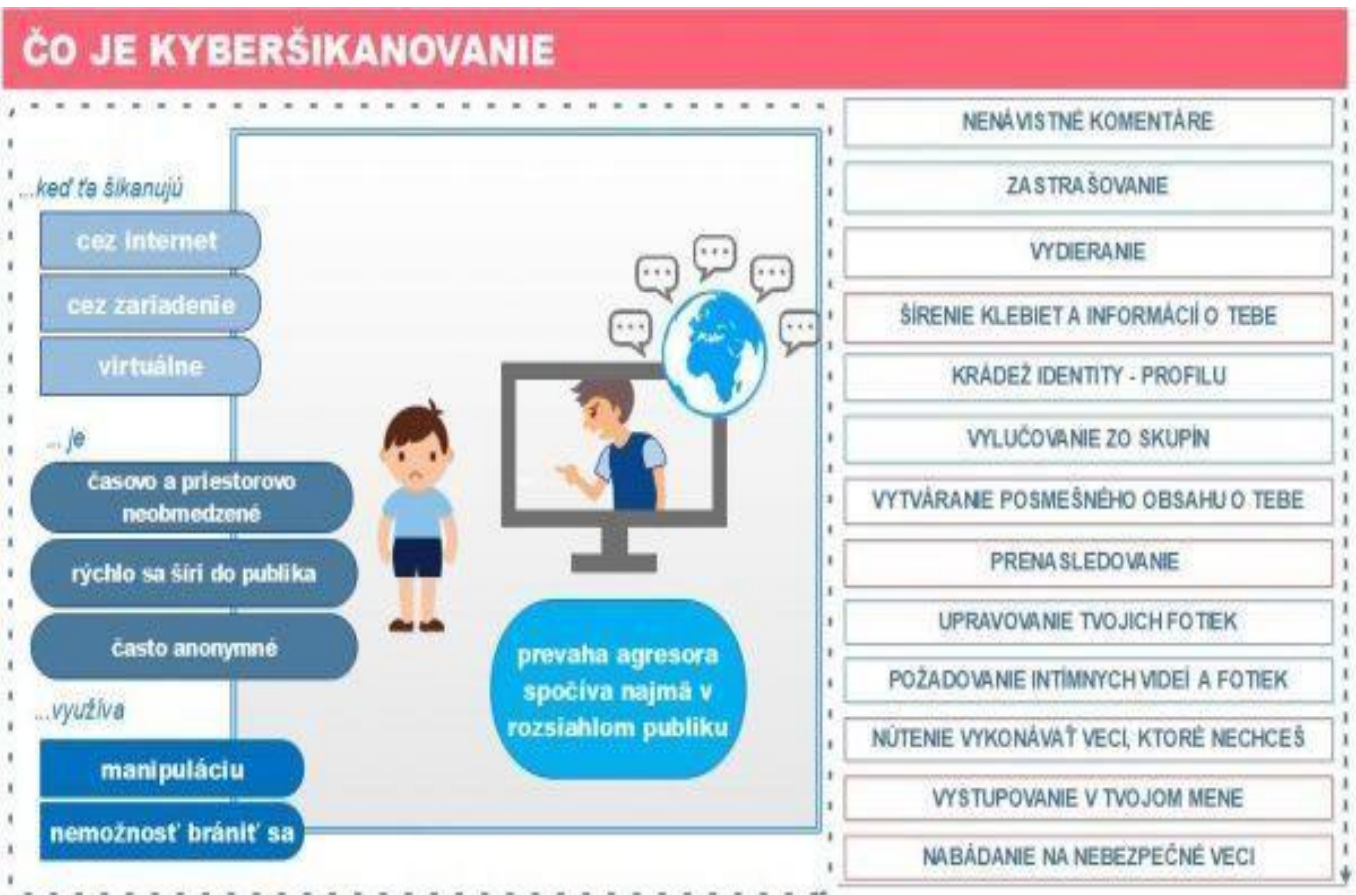 ČO JE KYBERŠIKANOVANIE
...keď ťa šikanujú
cez internet
cez zariadenie
virtuálne
... je
časovo a priestorovo
neobmedzené
rýchlo sa šíri do publika
často anonymné
...využíva
manipuláciu
nemožnosť brániť sa
prevaha agresora
spočíva najmä v
rozsiahlom publiku
NENÁVISTNÉ KOMENTÁRE
ZASTRAŠOVANIE
VYDIERANIE
ŠÍRENIE KLEBIET A INFORMÁCIÍ O TEBE
KRÁDEŽ IDENTITY - PROFILU
VYLUČOVANIE ZO SKUPÍN
VYTVÁRANIE POSMEŠNÉHO OBSAHU O TEBE
PRENASLEDOVANIE
UPRAVOVANIE TVOJICH FOTIEK
POŽADOVANIE INTÍMNYCH VIDEÍ A FOTIEK
NÚTENIE VYKONÁVAŤ VECI, KTORÉ NECHCEŠ
VYSTUPOVANIE V TVOJOM MENE
NABÁDANIE NA NEBEZPEČNÉ VECI